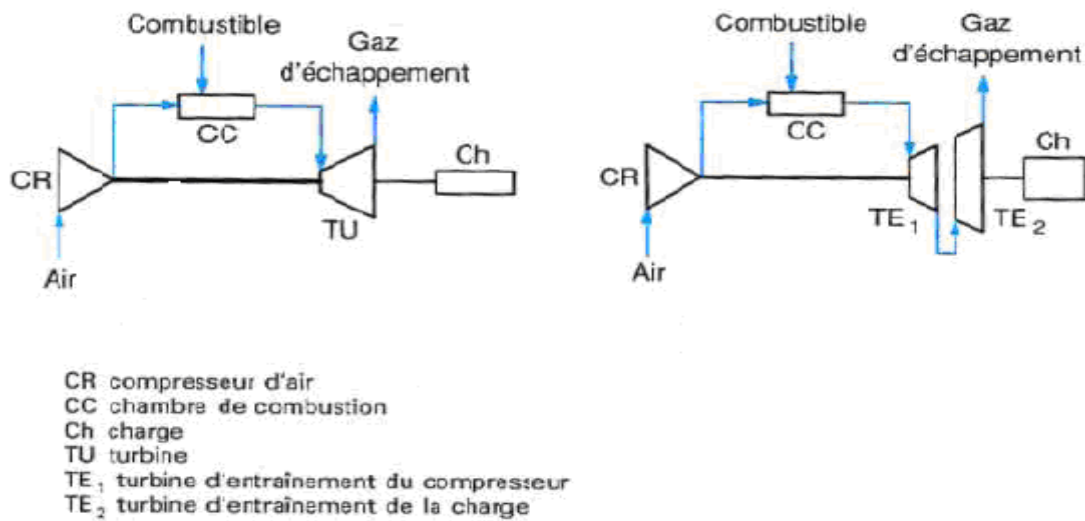 Combustible
Gaz
d'échappement
CC
CR
Ch
TU
Air
Combustible
Gaz
d'échappement
CC
CR
Ch
TE₁
TE₂
Air
CR compresseur d'air
CC chambre de combustion
Ch charge
TU turbine
TE₁ turbine d'entraînement du compresseur
TE₂ turbine d'entraînement de la charge